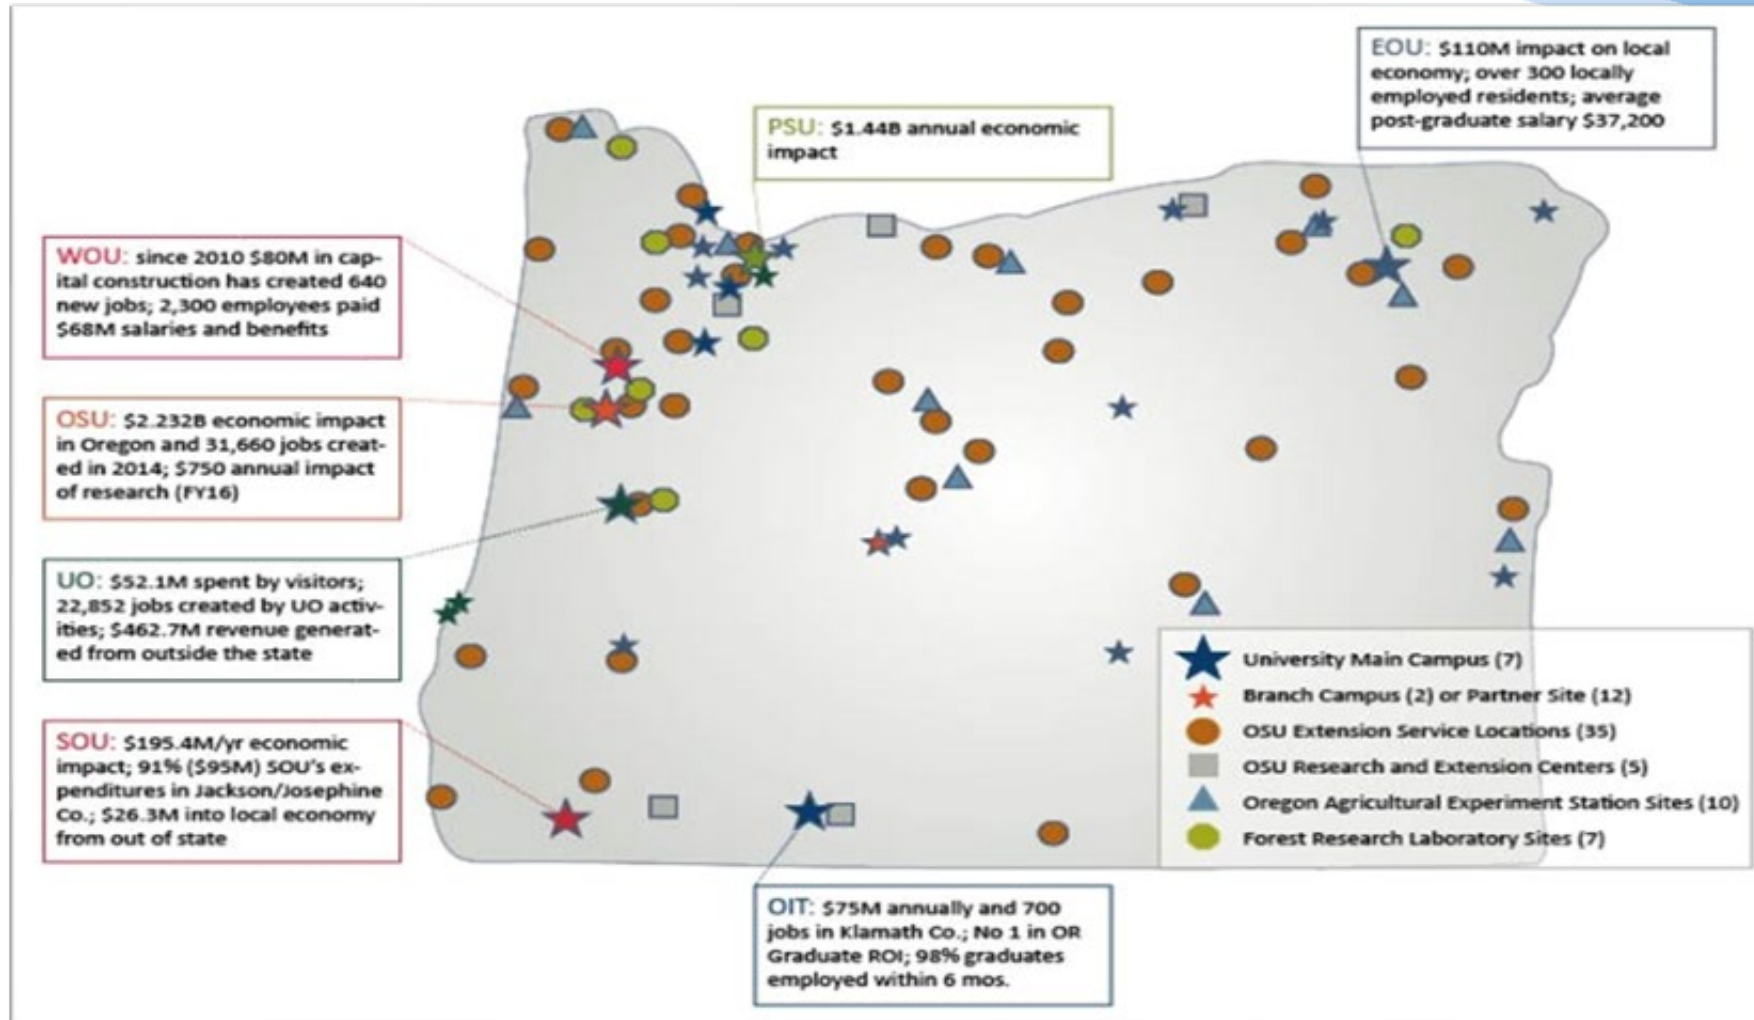 EOU: $110M impact on local
economy; over 300 locally
employed residents; average
post-graduate salary $37,200
PSU: $1.44B annual economic
impact
WOU: since 2010 $80M in cap-
ital construction has created 640
new jobs; 2,300 employees paid
$68M salaries and benefits
OSU: $2.232B economic impact
in Oregon and 31,660 jobs creat-
ed in 2014; $750 annual impact
of research (FY16)
UO: $52.1M spent by visitors;
22,852 jobs created by UO activ-
ities; $462.7M revenue generat-
ed from outside the state
SOU: $195.4M/yr economic
impact; 91% ($95M) SOU's ex-
penditures in Jackson/Josephine
Co.; $26.3M into local economy
from out of state
University Main Campus (7)
Branch Campus (2) or Partner Site (12)
OSU Extension Service Locations (35)
OSU Research and Extension Centers (5)
Oregon Agricultural Experiment Station Sites (10)
Forest Research Laboratory Sites (7)
OIT: $75M annually and 700
jobs in Klamath Co.; No 1 in OR
Graduate ROI; 98% graduates
employed within 6 mos.